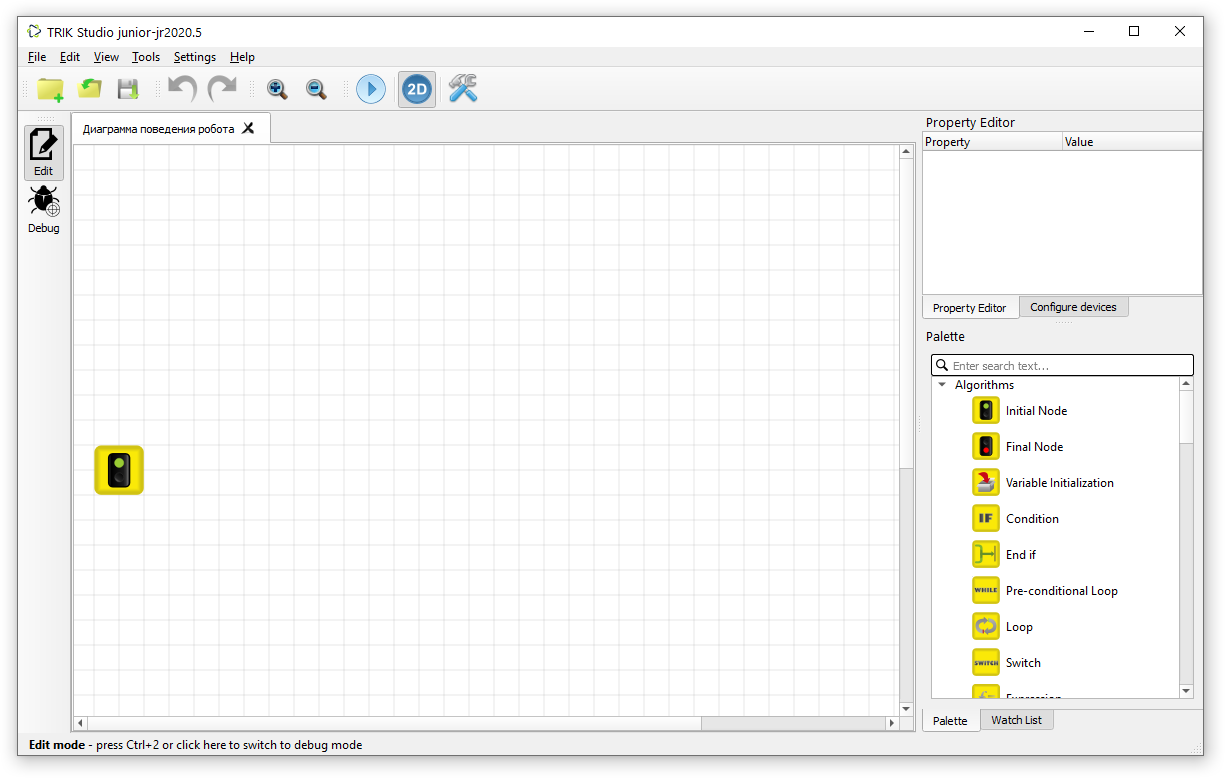 TRIK Studio junior-jr2020.5
File Edit View Tools Settings Help
2D
Edit
Debug
Диаграмма поведения робота
Property Editor
Property Value
Property Editor Configure devices
Palette
Enter search text...
Algorithms
Initial Node
Final Node
Variable Initialization
IF Condition
End if
WHILE Pre-conditional Loop
Loop
SWITCH Switch
Expression
Palette Watch List
Edit mode - press Ctrl+2 or click here to switch to debug mode